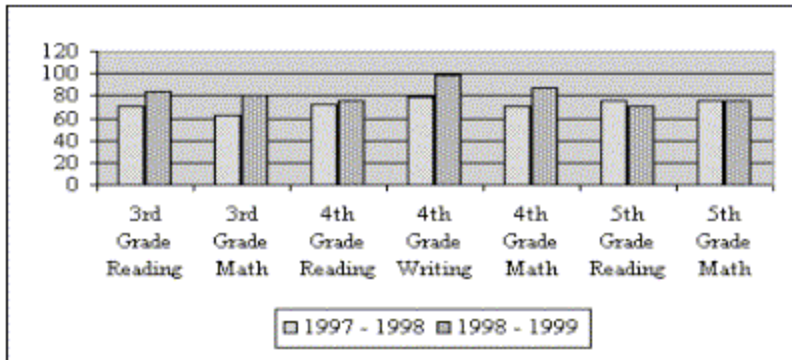 120
100
80
60
40
20
0
3rd Grade Reading
3rd Grade Math
4th Grade Reading
4th Grade Writing
4th Grade Math
5th Grade Reading
5th Grade Math
1997 - 1998 1998 - 1999